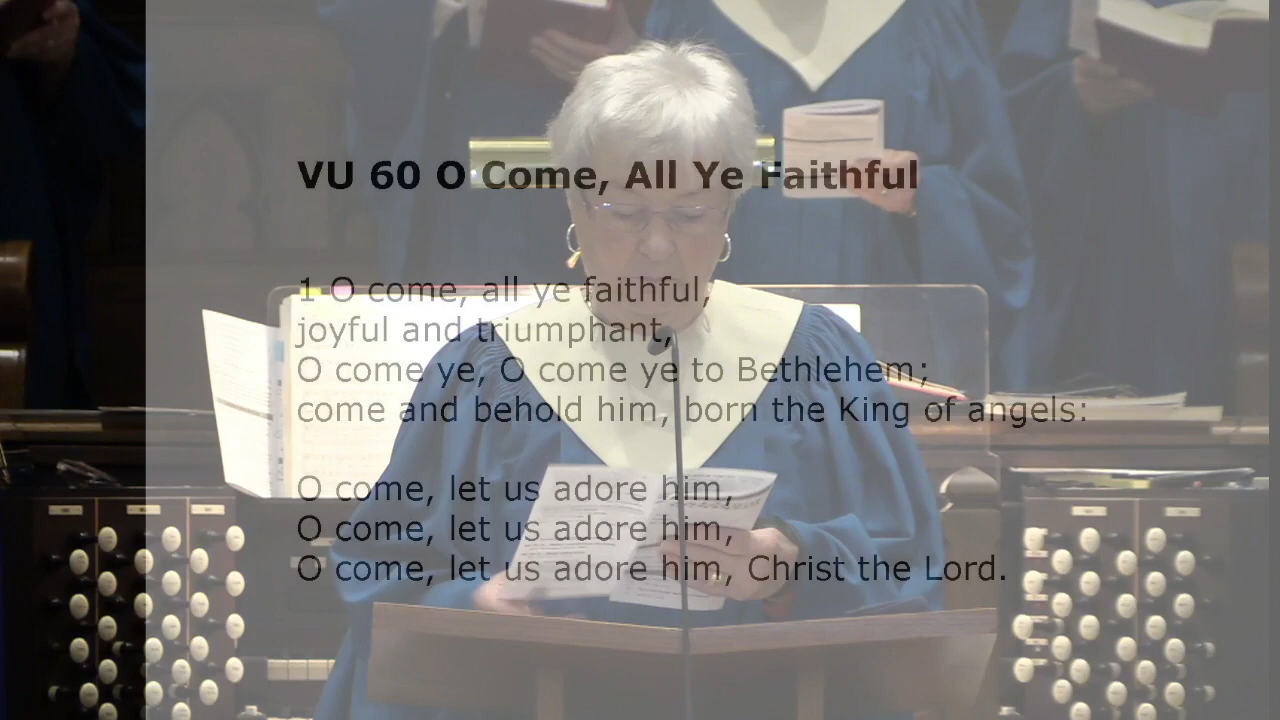 VU 60 O Come, All Ye Faithful
1 O come, all ye faithful,
joyful and triumphant,
O come ye, O come ye to Bethlehem;
come and behold him, born the King of angels:
O come, let us adore him,
O come, let us adore him,
O come, let us adore him, Christ the Lord.